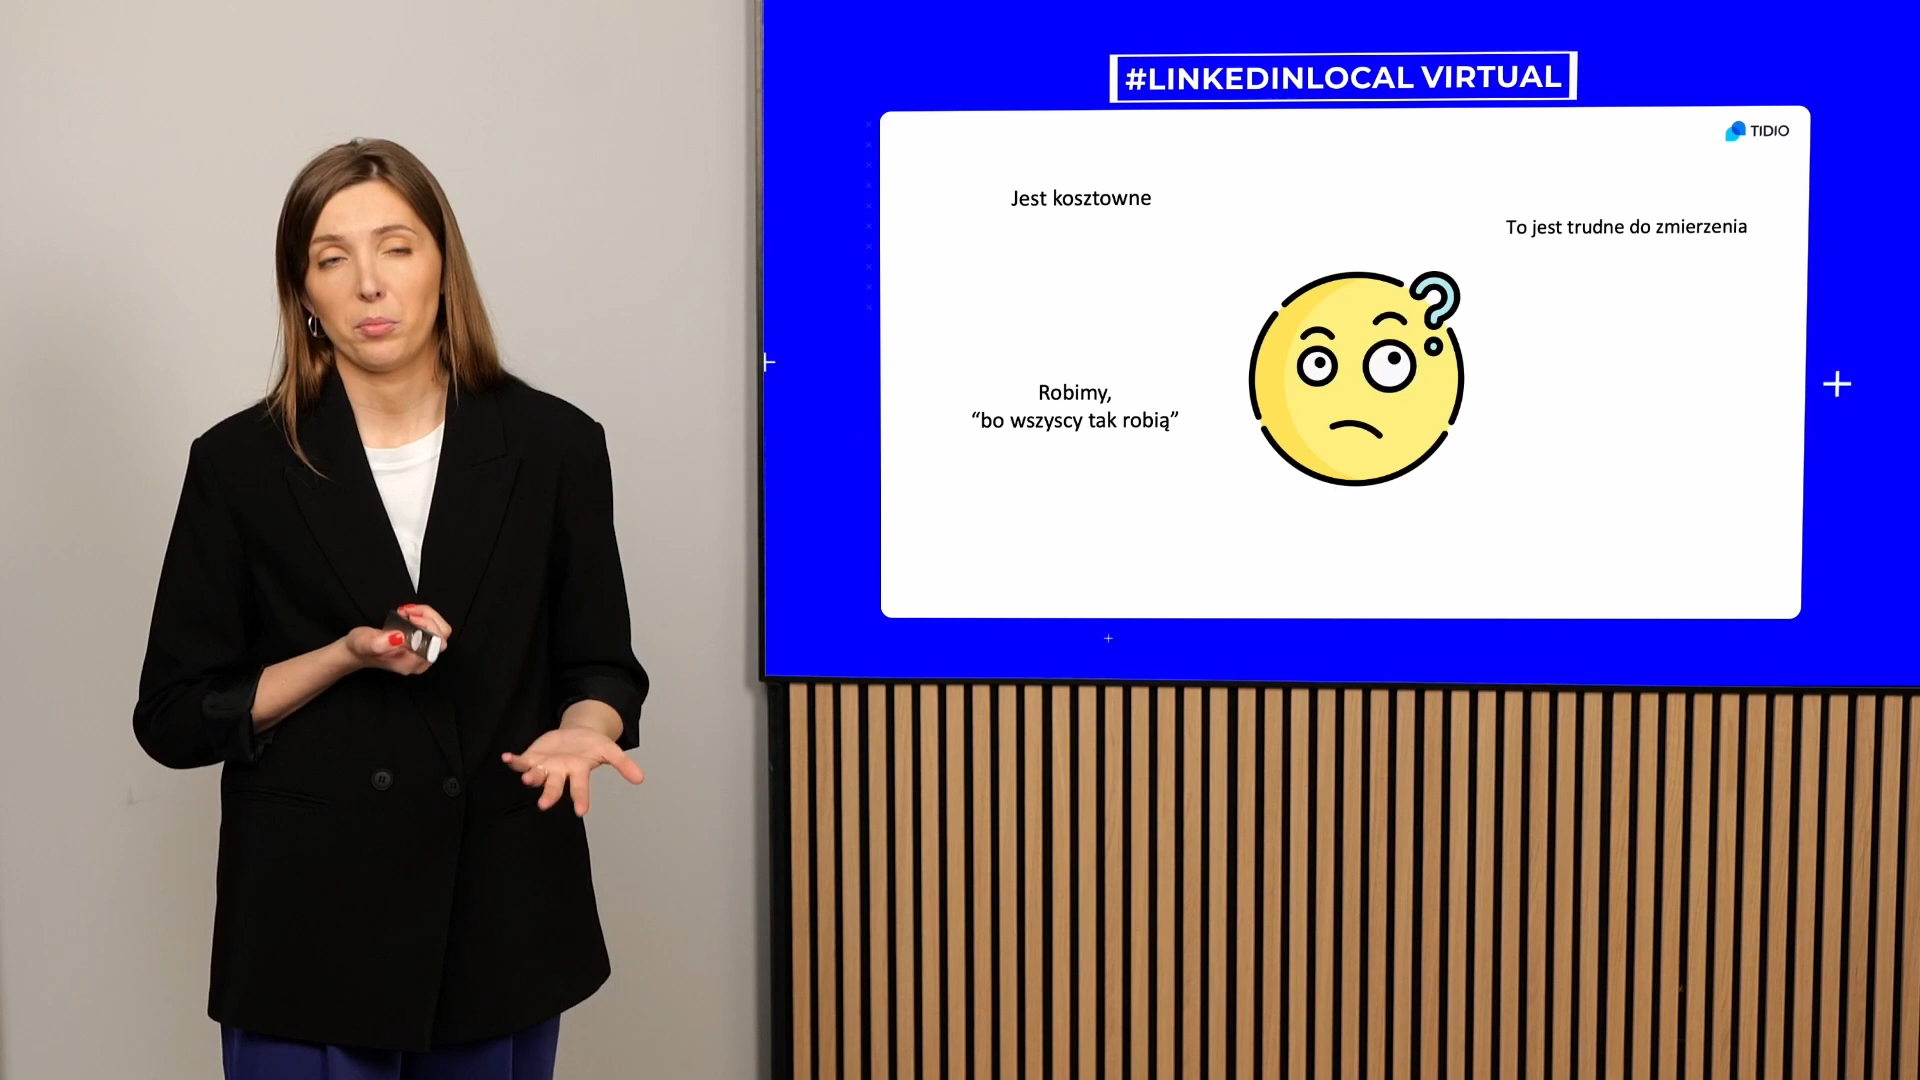 #LINKEDINLOCAL VIRTUAL
TIDIO
Jest kosztowne
To jest trudne do zmierzenia
Robimy,
“bo wszyscy tak robią”